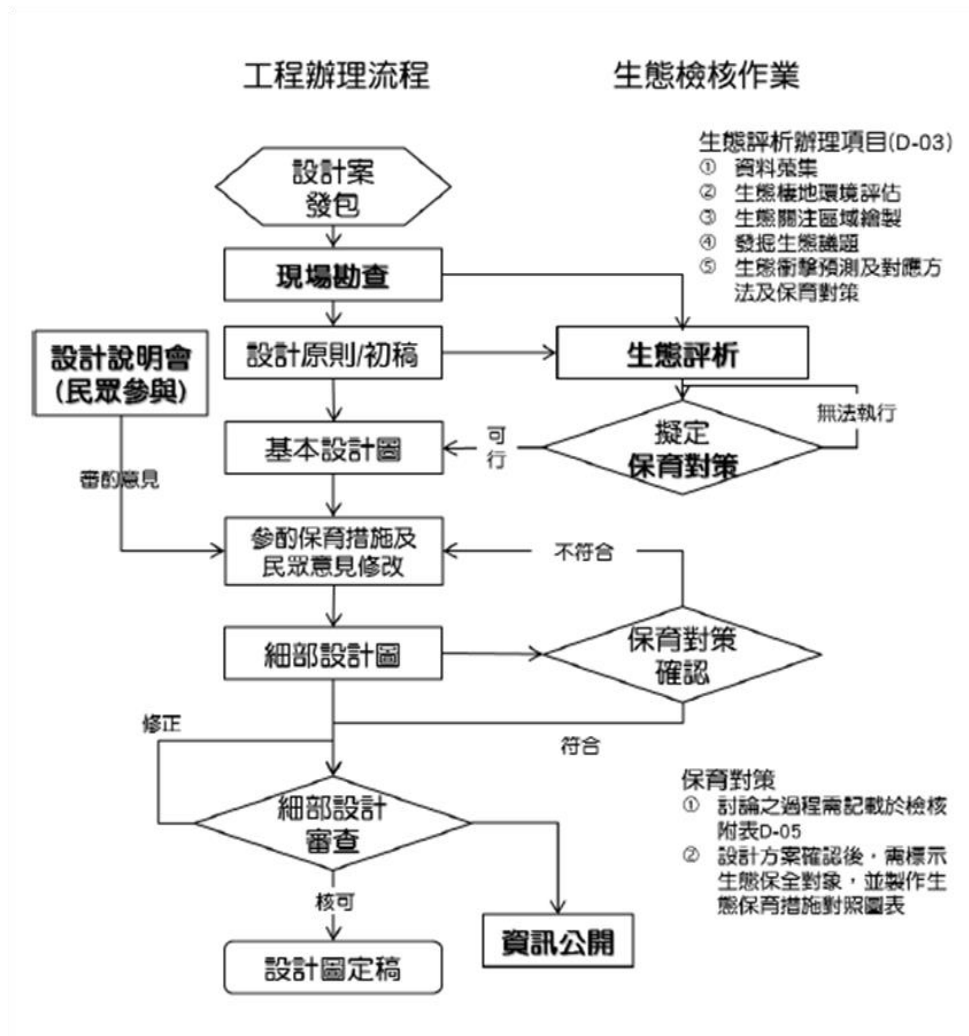 工程辦理流程
生態檢核作業
生態評析辦理項目(D-03)
① 資料蒐集
② 生態棲地環境評估
③ 生態關注區域繪製
④ 發掘生態議題
⑤ 生態衝擊預測及對應方
法及保育對策
設計案
發包
現場勘查
設計說明會
(民眾參與)
設計原則/初稿
生態評析
無法執行
擬定
保育對策
可
行
基本設計圖
審酌意見
參酌保育措施及
民眾意見修改
不符合
細部設計圖
保育對策
確認
修正
符合
細部設計
審查
保育對策
① 討論之過程需記載於檢核
附表D-05
② 設計方案確認後，需標示
生態保全對象，並製作生
態保育措施對照圖表
核可
資訊公開
設計圖定稿